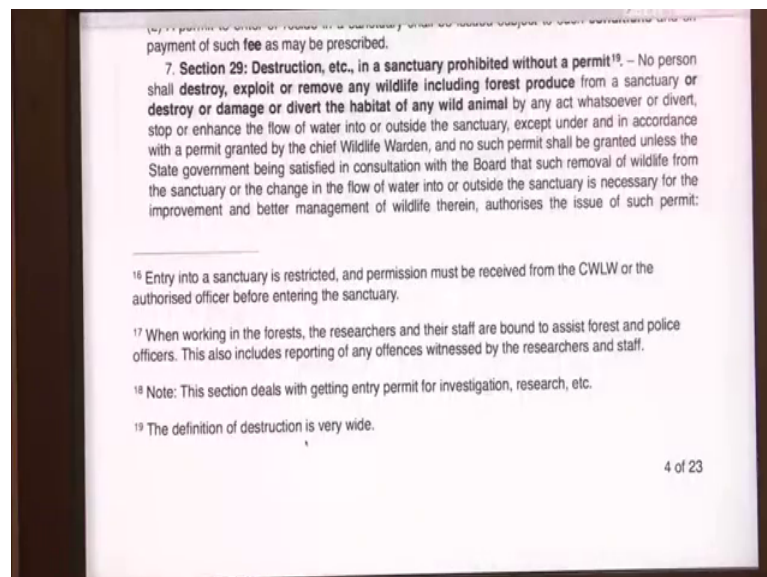 payment of such fee as may be prescribed.
7. Section 29: Destruction, etc., in a sanctuary prohibited without a permit¹⁹. – No person
shall destroy, exploit or remove any wildlife including forest produce from a sanctuary or
destroy or damage or divert the habitat of any wild animal by any act whatsoever or divert,
stop or enhance the flow of water into or outside the sanctuary, except under and in accordance
with a permit granted by the chief Wildlife Warden, and no such permit shall be granted unless the
State government being satisfied in consultation with the Board that such removal of wildlife from
the sanctuary or the change in the flow of water into or outside the sanctuary is necessary for the
improvement and better management of wildlife therein, authorises the issue of such permit:
¹⁶ Entry into a sanctuary is restricted, and permission must be received from the CWLW or the
authorised officer before entering the sanctuary.
¹⁷ When working in the forests, the researchers and their staff are bound to assist forest and police
officers. This also includes reporting of any offences witnessed by the researchers and staff.
¹⁸ Note: This section deals with getting entry permit for investigation, research, etc.
¹⁹ The definition of destruction is very wide.
4 of 23